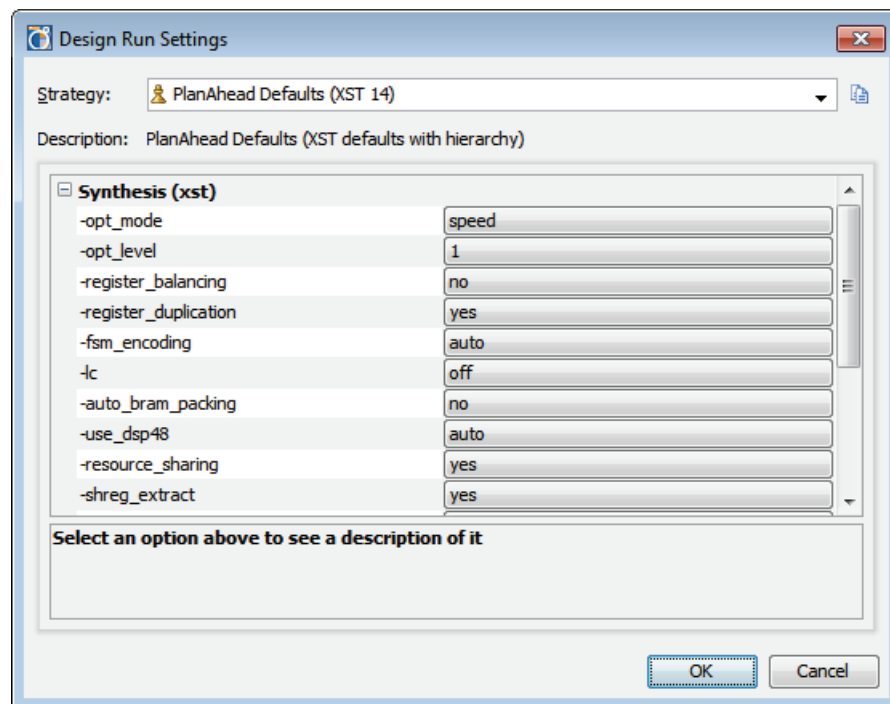 Design Run Settings
Strategy: PlanAhead Defaults (XST 14)
Description: PlanAhead Defaults (XST defaults with hierarchy)
Synthesis (xst)
-opt_mode speed
-opt_level 1
-register_balancing no
-register_duplication yes
-fsm_encoding auto
-lc off
-auto_bram_packing no
-use_dsp48 auto
-resource_sharing yes
-shreg_extract yes
Select an option above to see a description of it
OK Cancel